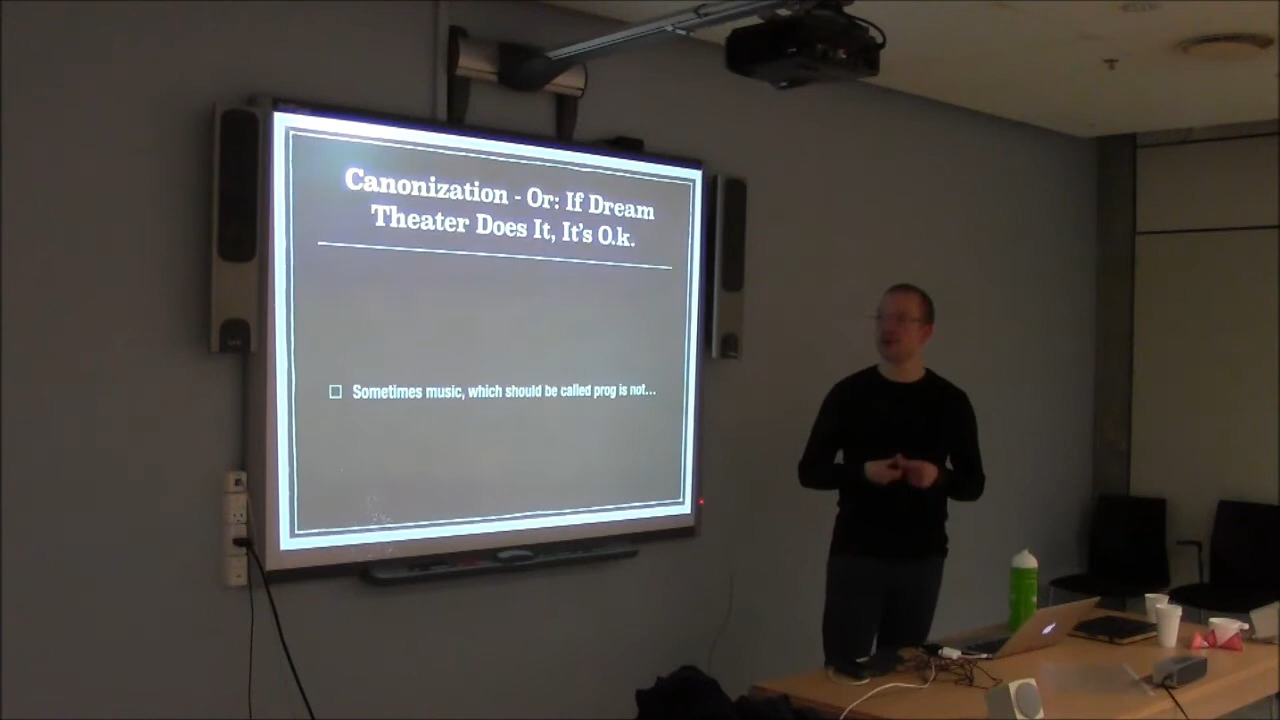 Canonization - Or: If Dream
Theater Does It, It's O.k.
Sometimes music, which should be called prog is not...